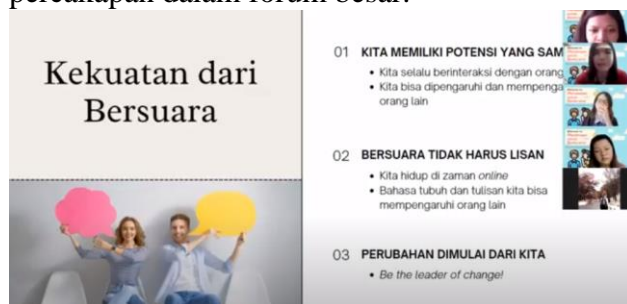 percakapan dalam forum besar.
Kekuatan dari
Bersuara
01 KITA MEMILIKI POTENSI YANG SAM
• Kita selalu berinteraksi dengan orang
• Kita bisa dipengaruhi dan mempenga
orang lain
02 BERSUARA TIDAK HARUS LISAN
• Kita hidup di zaman online
• Bahasa tubuh dan tulisan kita bisa
mempengaruhi orang lain
03 PERUBAHAN DIMULAI DARI KITA
• Be the leader of change!